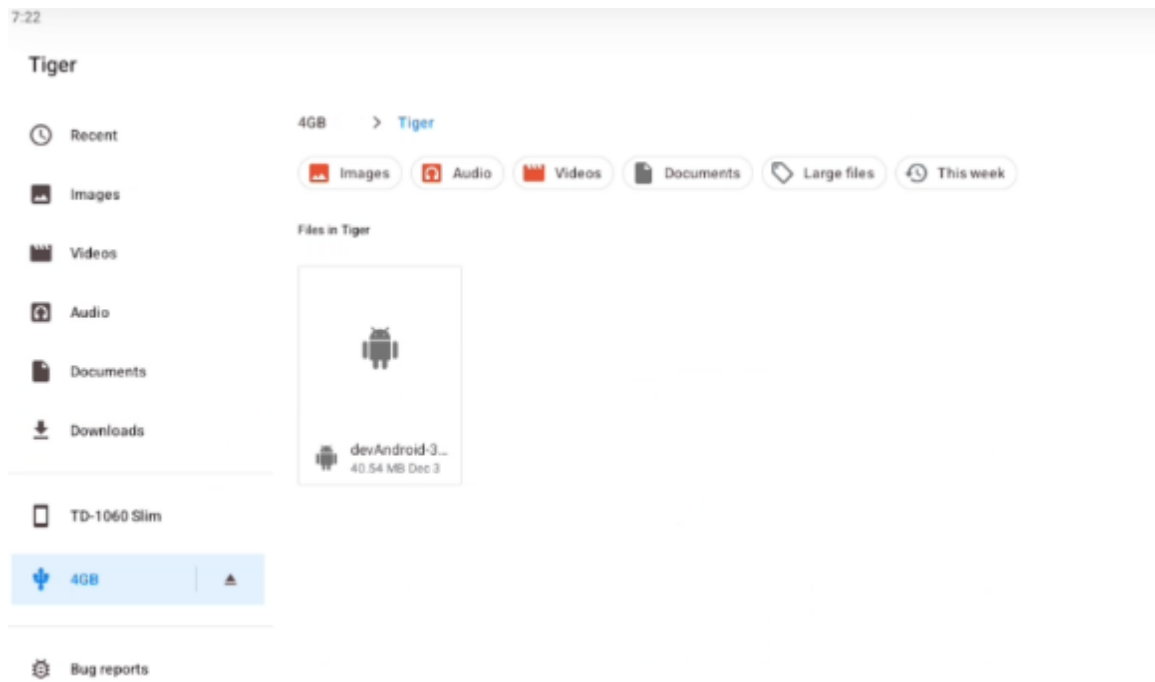 7:22
Tiger
Recent
Images
Videos
Audio
Documents
Downloads
TD-1060 Slim
4GB
Bug reports
4GB > Tiger
Images Audio Videos Documents Large files This week
Files in Tiger
devAndroid-3...
40.54 MB Dec 3